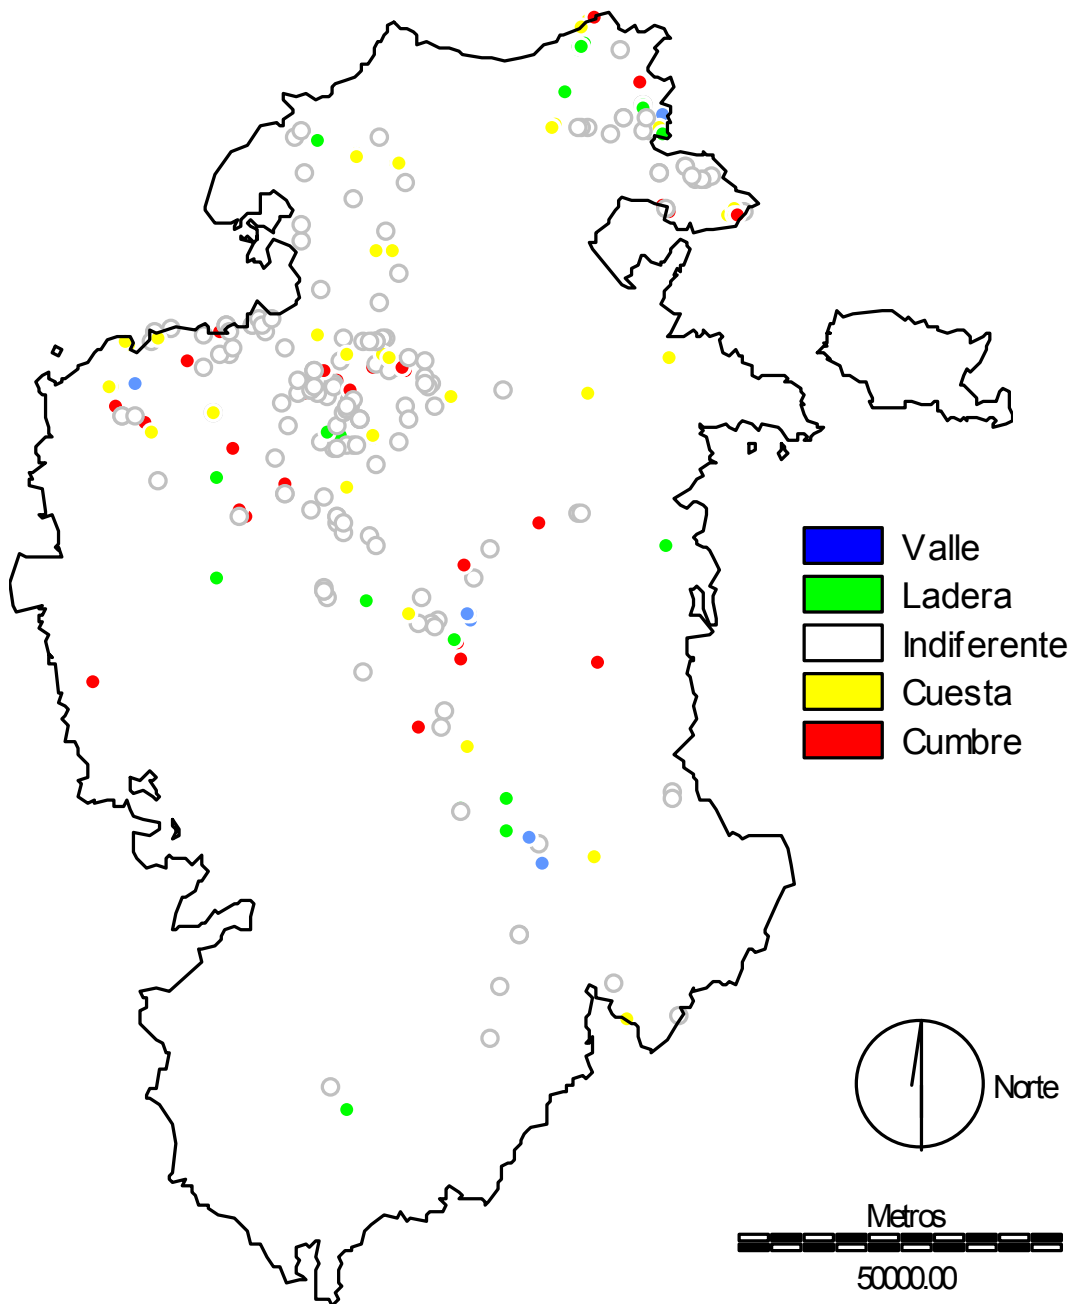 Valle
Ladera
Indiferente
Cuesta
Cumbre
Norte
Metros
50000.00